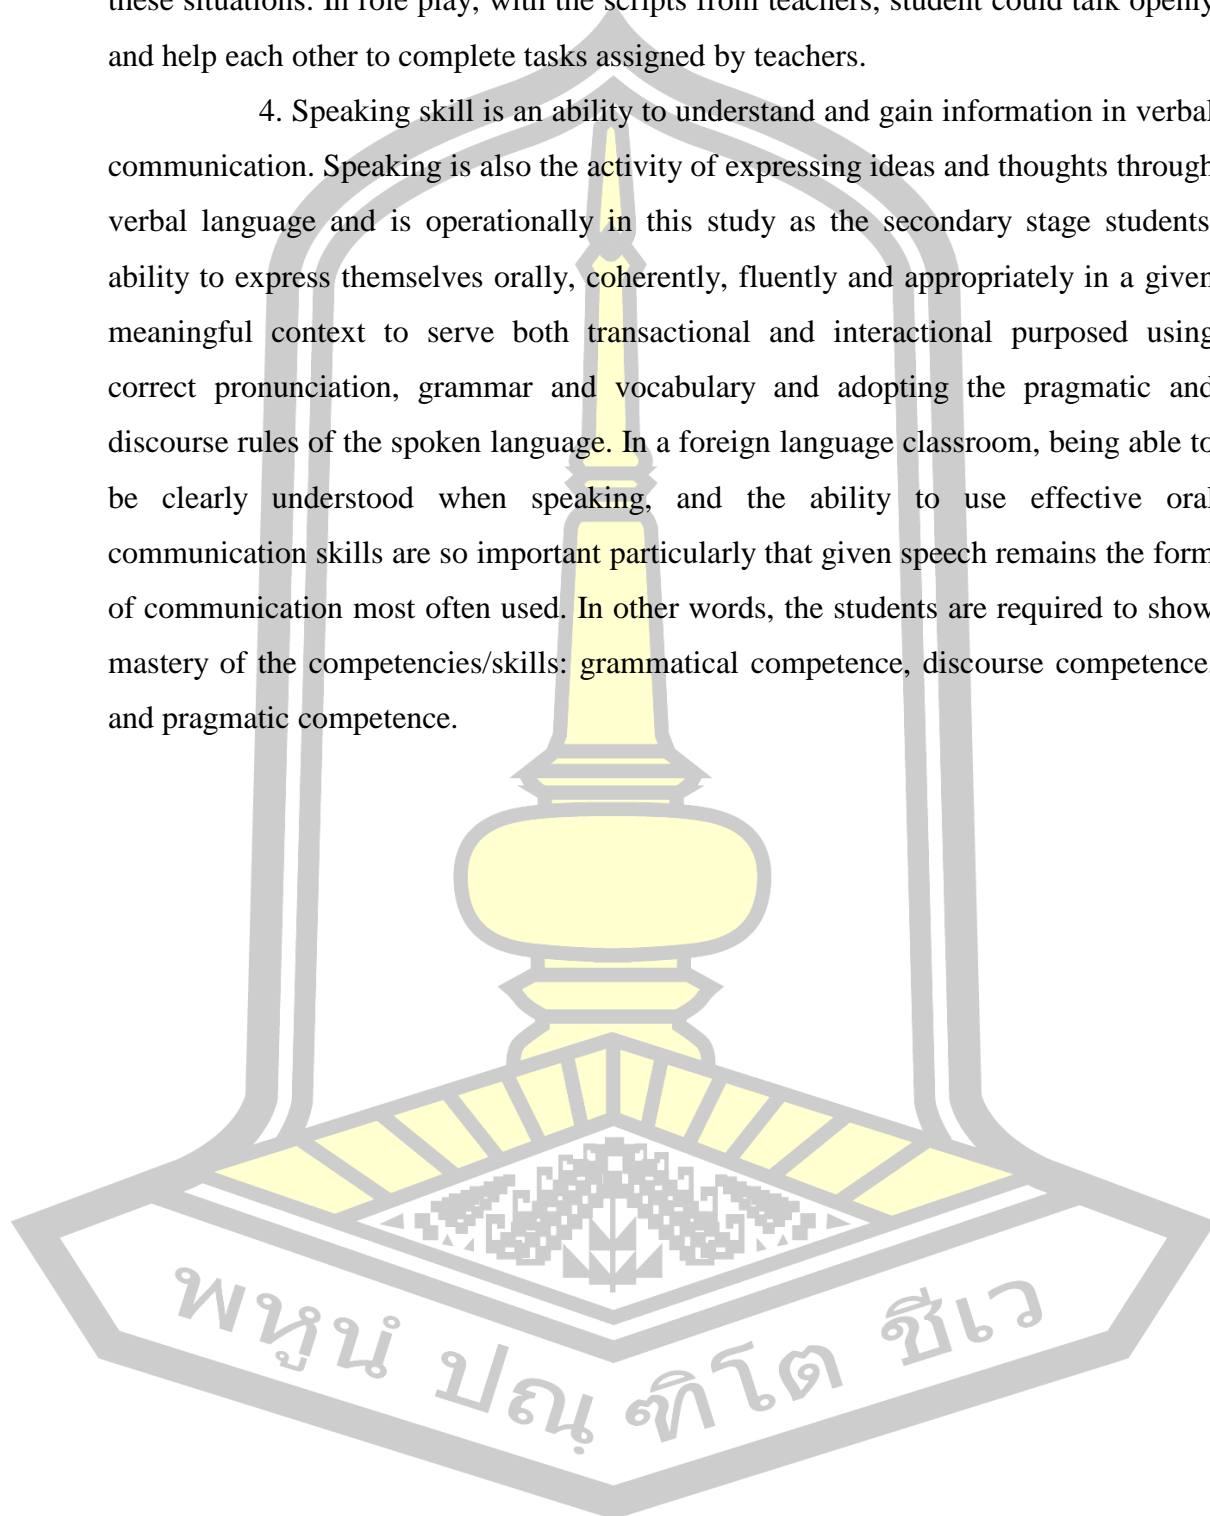 these situations. In role play, with the scripts from teachers, student could talk openly
and help each other to complete tasks assigned by teachers.
4. Speaking skill is an ability to understand and gain information in verbal
communication. Speaking is also the activity of expressing ideas and thoughts through
verbal language and is operationally in this study as the secondary stage students
ability to express themselves orally, coherently, fluently and appropriately in a given
meaningful context to serve both transactional and interactional purposed using
correct pronunciation, grammar and vocabulary and adopting the pragmatic and
discourse rules of the spoken language. In a foreign language classroom, being able to
be clearly understood when speaking, and the ability to use effective oral
communication skills are so important particularly that given speech remains the form
of communication most often used. In other words, the students are required to show
mastery of the competencies/skills: grammatical competence, discourse competence,
and pragmatic competence.
พหูนํ ปณฺฑิโต ชีเว